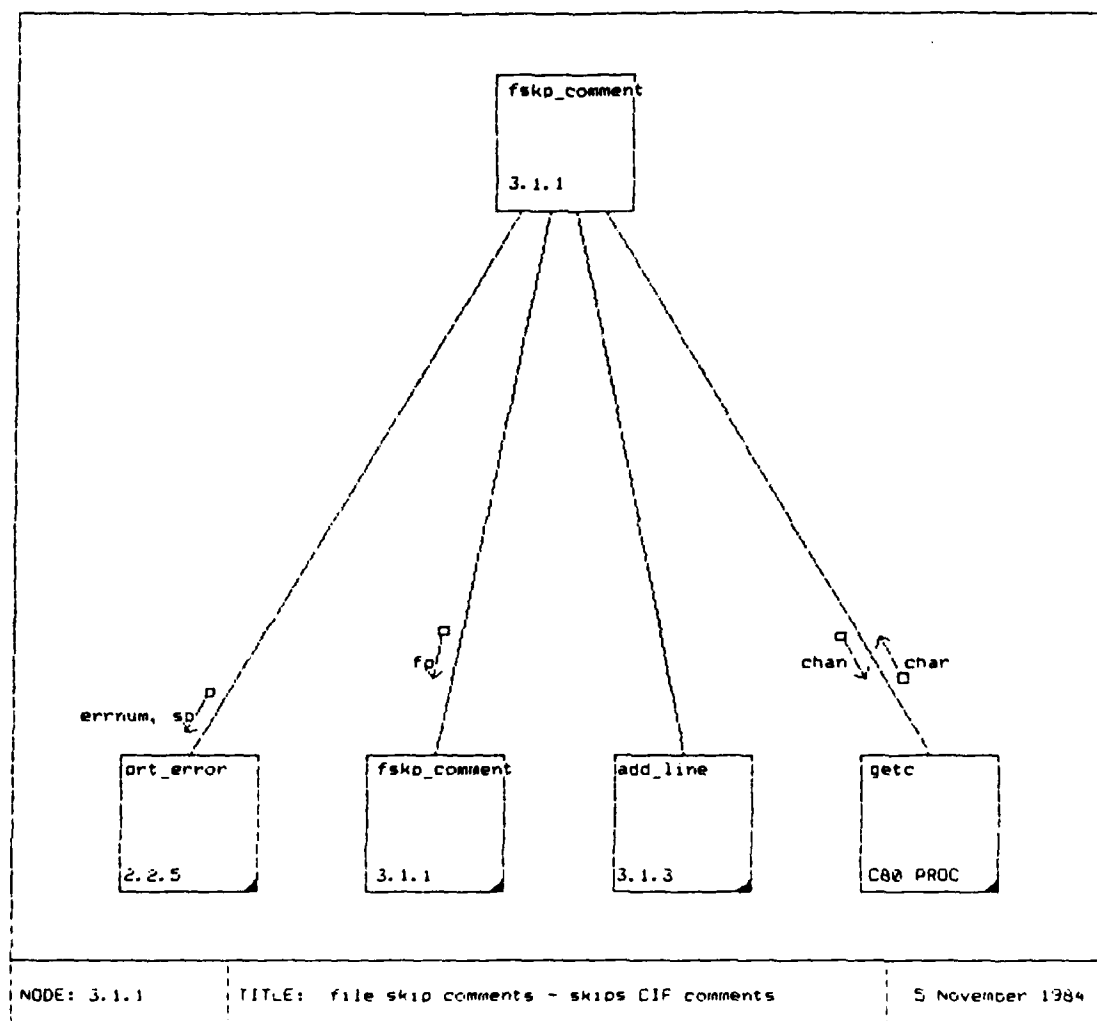 fskp_comment
3.1.1
fp
chan
char
errnum, sp
prt_error
fskp_comment
add_line
getc
2.2.5
3.1.1
3.1.3
C80 PROC
NODE: 3.1.1
TITLE: file skip comments - skips CIF comments
5 November 1984